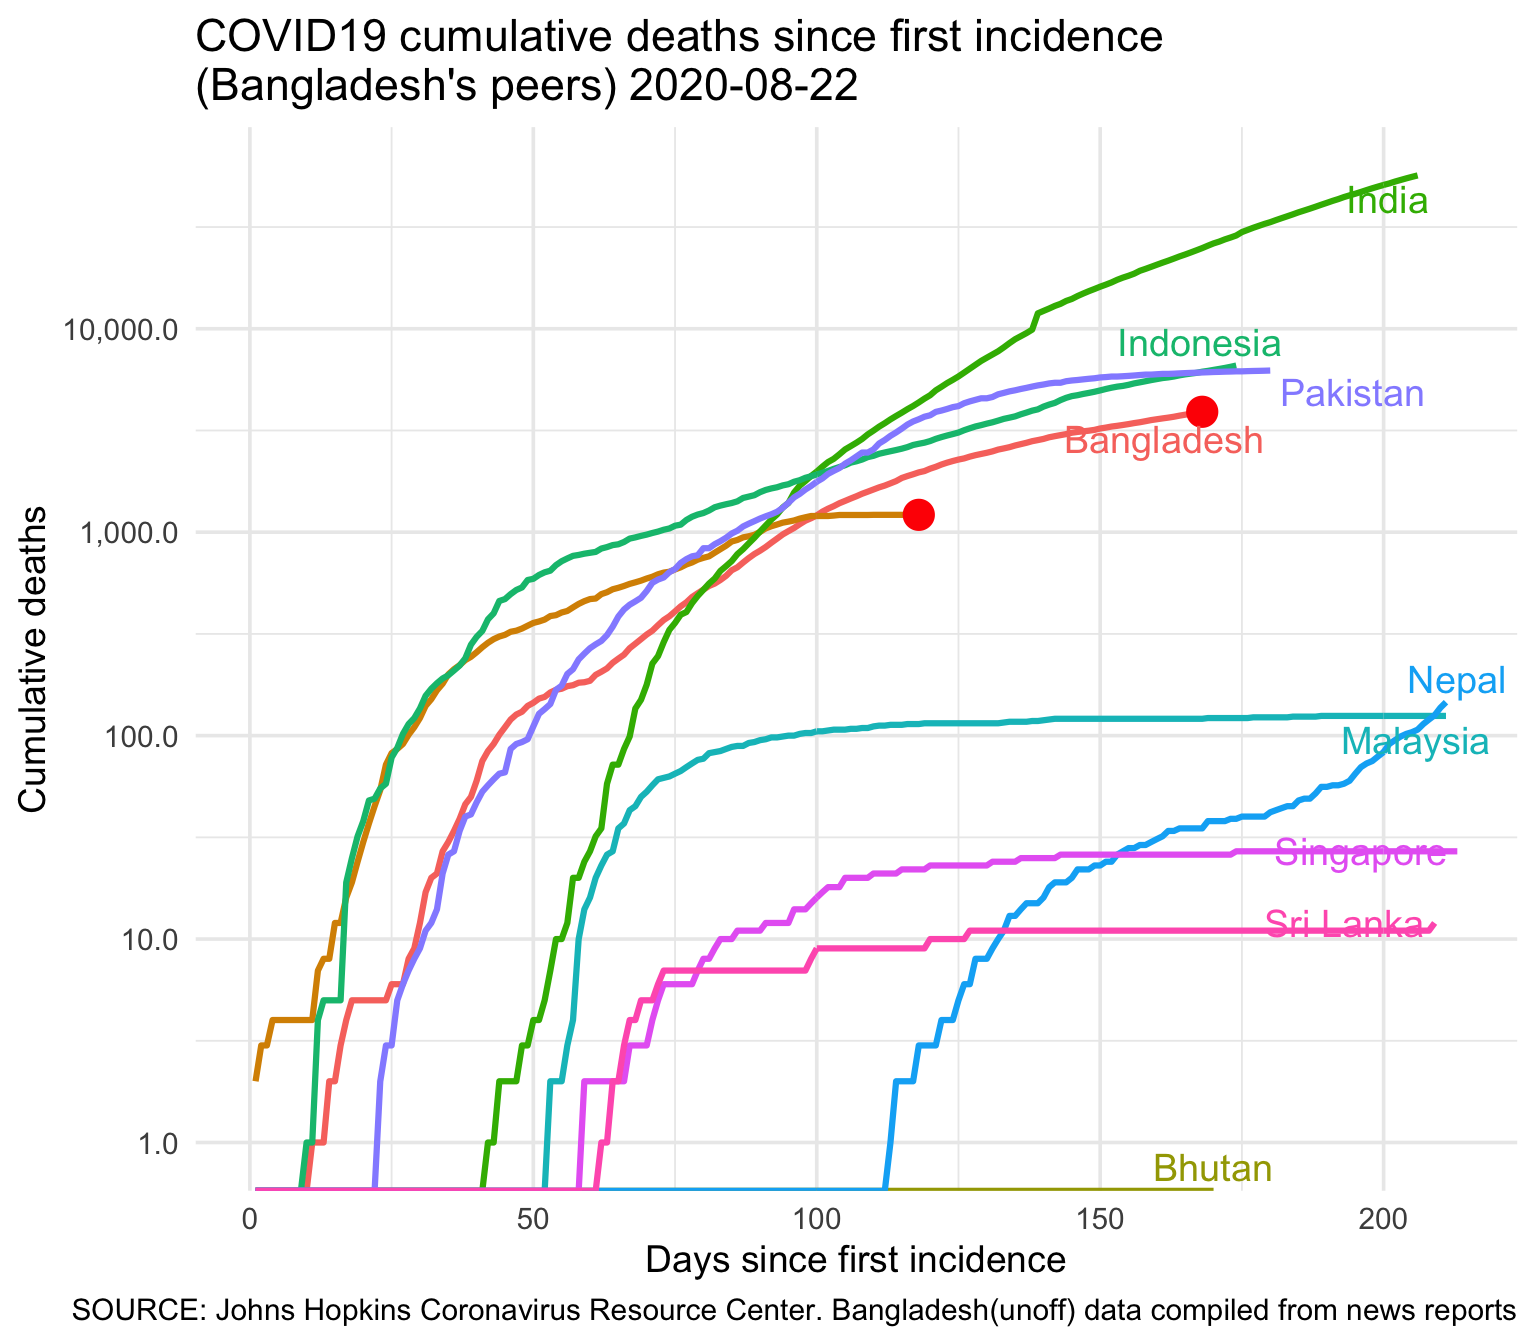 COVID19 cumulative deaths since first incidence
(Bangladesh's peers) 2020-08-22
India
10,000.0
Indonesia
Pakistan
Bangladesh
1,000.0
Cumulative deaths
Nepal
100.0
Malaysia
Singapore
10.0
Sri Lanka
1.0
Bhutan
0
50
100
150
200
Days since first incidence
SOURCE: Johns Hopkins Coronavirus Resource Center. Bangladesh(unoff) data compiled from news reports